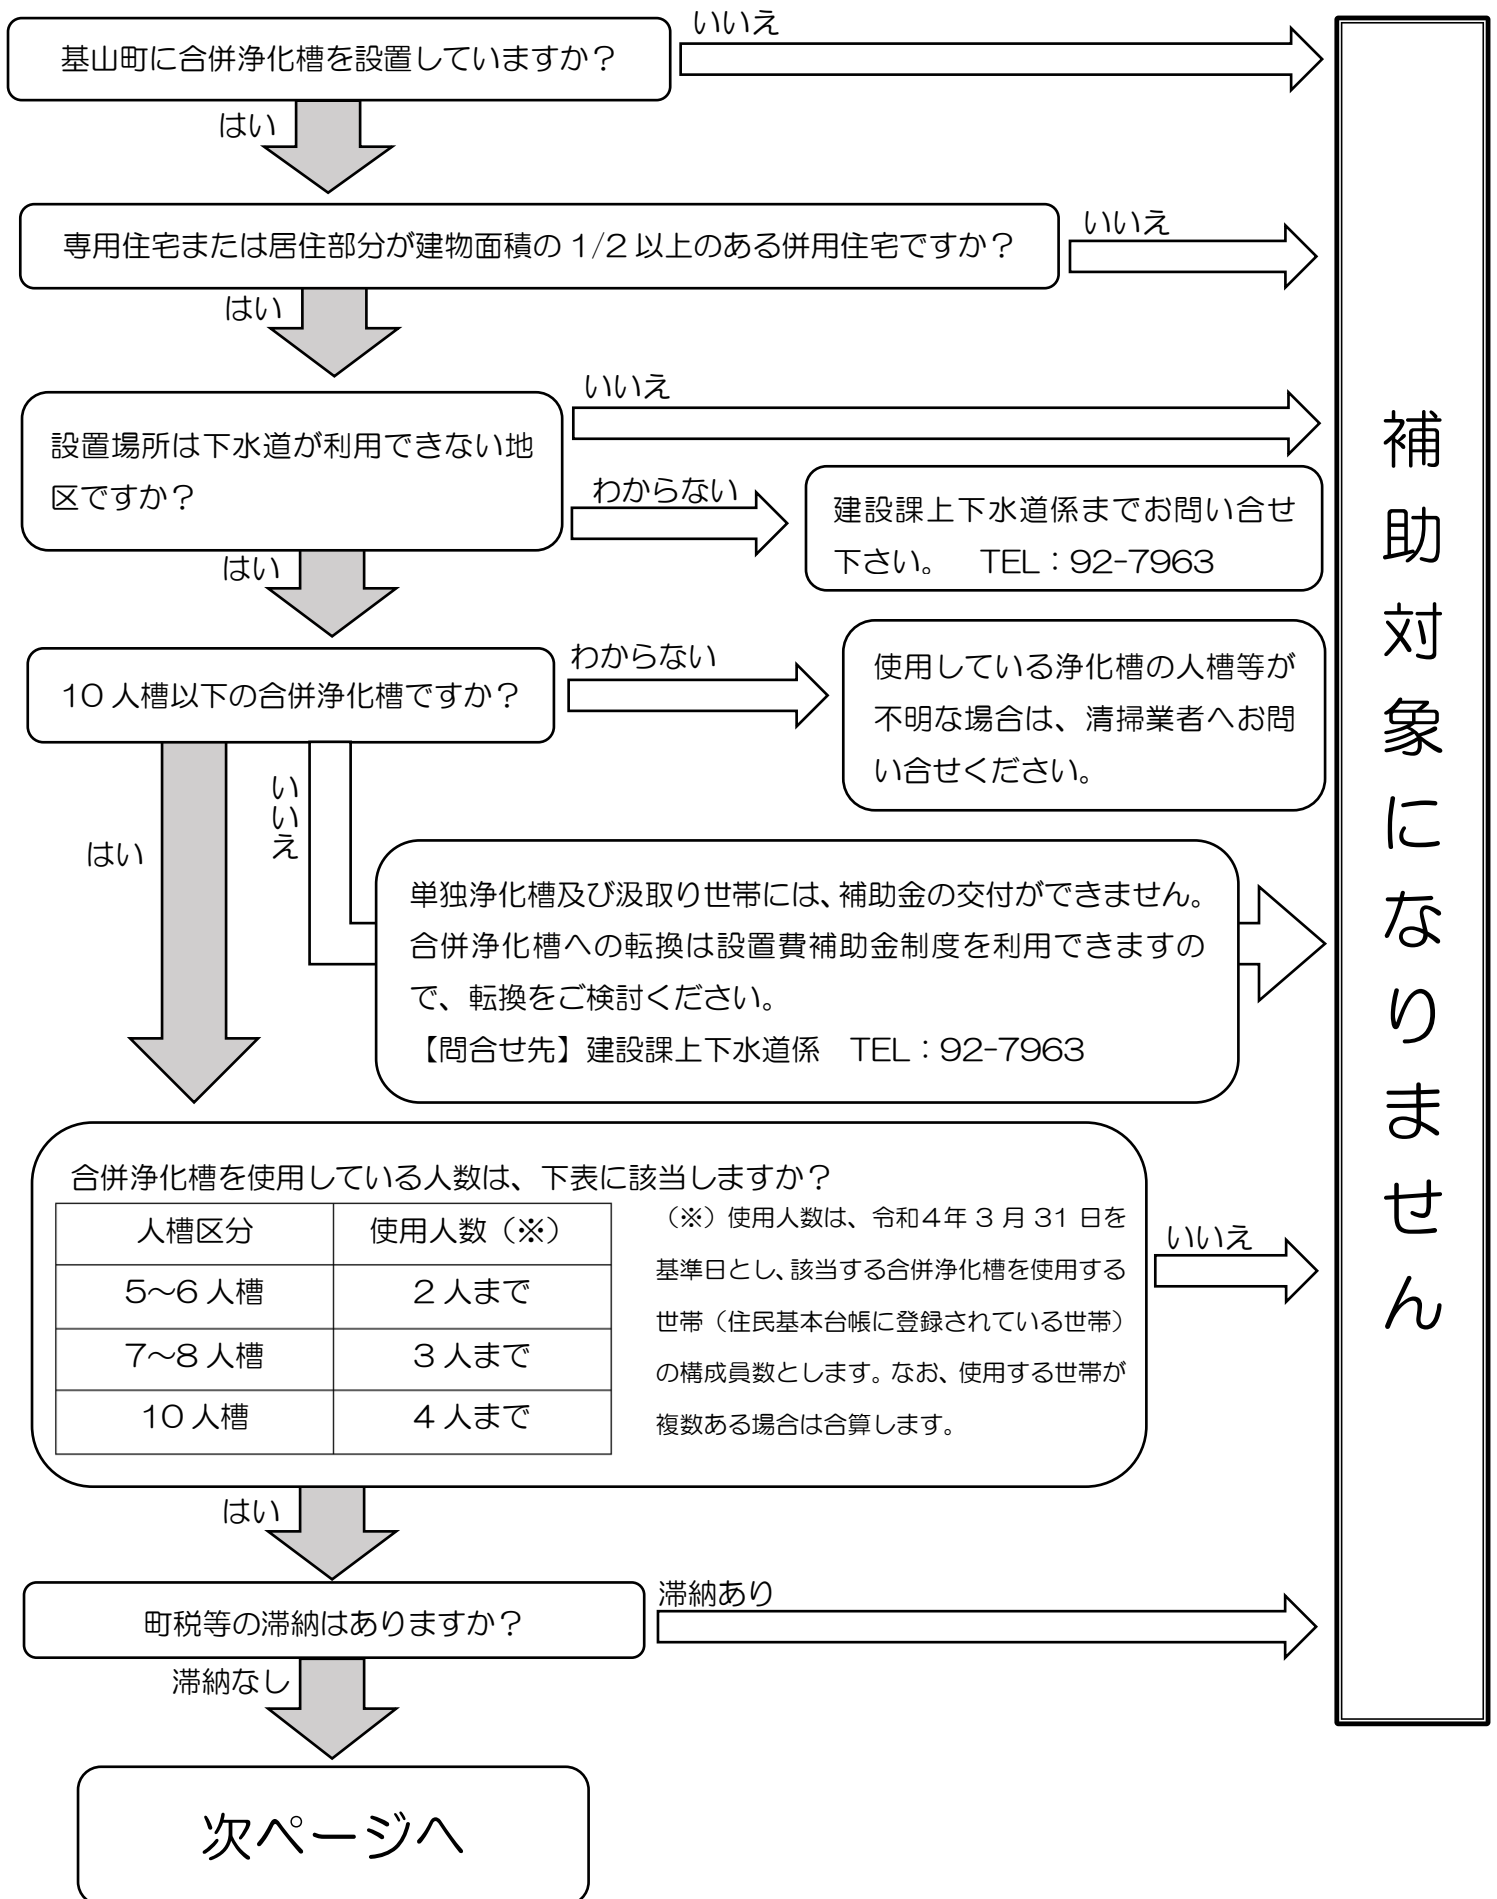 いいえ
基山町に合併浄化槽を設置していますか？
はい
いいえ
専用住宅または居住部分が建物面積の 1/2 以上のある併用住宅ですか？
はい
いいえ
設置場所は下水道が利用できない地
区ですか？
わからない
建設課上下水道係までお問い合せ
下さい。　TEL：92-7963
はい
わからない
10 人槽以下の合併浄化槽ですか？
使用している浄化槽の人槽等が
不明な場合は、清掃業者へお問
い合せください。
いいえ
はい
単独浄化槽及び汲取り世帯には、補助金の交付ができません。
合併浄化槽への転換は設置費補助金制度を利用できますの
で、転換をご検討ください。
【問合せ先】建設課上下水道係　TEL：92-7963
合併浄化槽を使用している人数は、下表に該当しますか？
人槽区分　使用人数（※）
5～6 人槽　2 人まで
7～8 人槽　3 人まで
10 人槽　4 人まで
（※）使用人数は、令和４年 3 月 31 日を
基準日とし、該当する合併浄化槽を使用する
世帯（住民基本台帳に登録されている世帯）
の構成員数とします。なお、使用する世帯が
複数ある場合は合算します。
いいえ
はい
滞納あり
町税等の滞納はありますか？
滞納なし
次ページへ
補助対象になりません